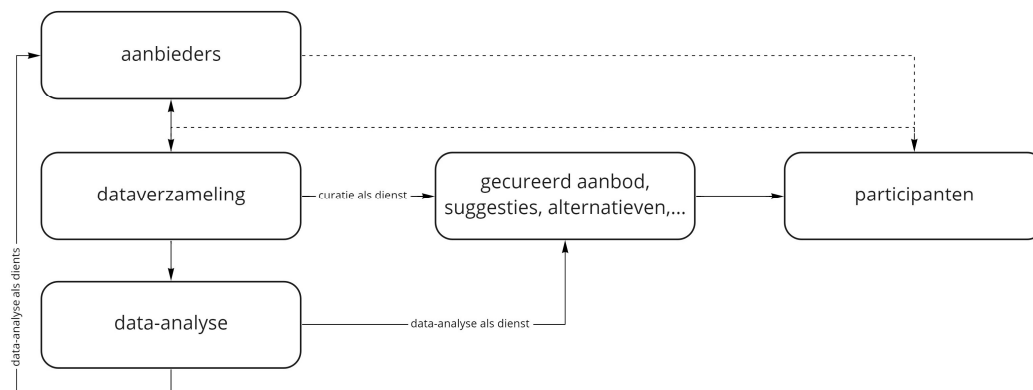 aanbieders
dataverzameling
curatie als dienst
gecureerd aanbod,
suggesties, alternatieven,...
participanten
data-analyse als dients
data-analyse
data-analyse als dienst